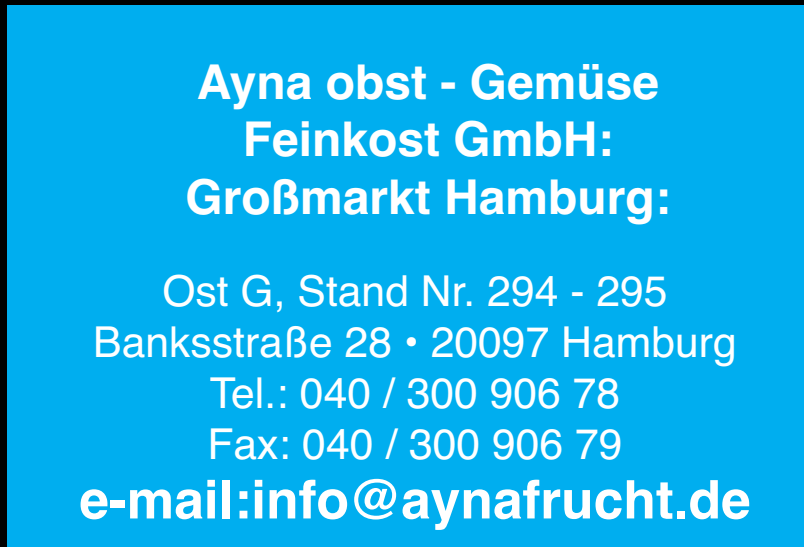 Ayna obst - Gemüse
Feinkost GmbH:
Großmarkt Hamburg:
Ost G, Stand Nr. 294 - 295
Banksstraße 28 • 20097 Hamburg
Tel.: 040 / 300 906 78
Fax: 040 / 300 906 79
e-mail:info@aynafrucht.de